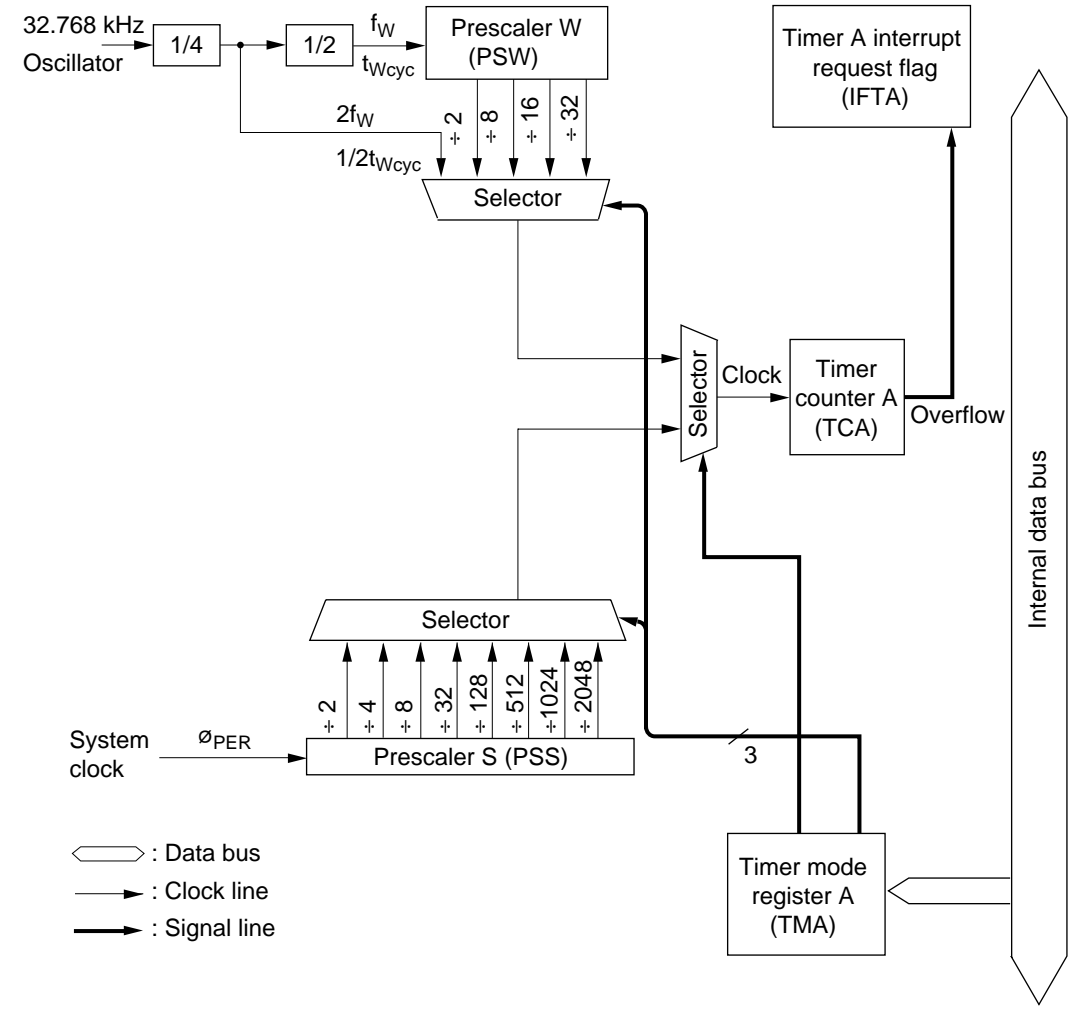 32.768 kHz
Oscillator
1/4
1/2
fW
tWcyc
Prescaler W
(PSW)
2fW
1/2tWcyc
÷ 2
÷ 8
÷ 16
÷ 32
Selector
Timer A interrupt
request flag
(IFTA)
Selector
Clock
Timer
counter A
(TCA)
Overflow
Internal data bus
Selector
÷ 2
÷ 4
÷ 8
÷ 32
÷ 128
÷ 512
÷1024
÷ 2048
System
clock
øPER
Prescaler S (PSS)
3
Timer mode
register A
(TMA)
: Data bus
: Clock line
: Signal line